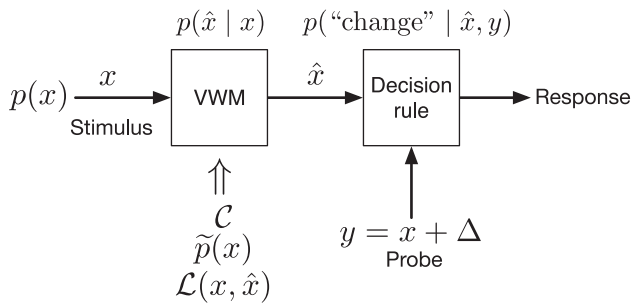 p(x̂ | x)
p(“change” | x̂, y)
p(x)
x
Stimulus
VWM
x̂
Decision
rule
Response
⇑
𝒞
p̃(x)
ℒ(x, x̂)
y = x + Δ
Probe